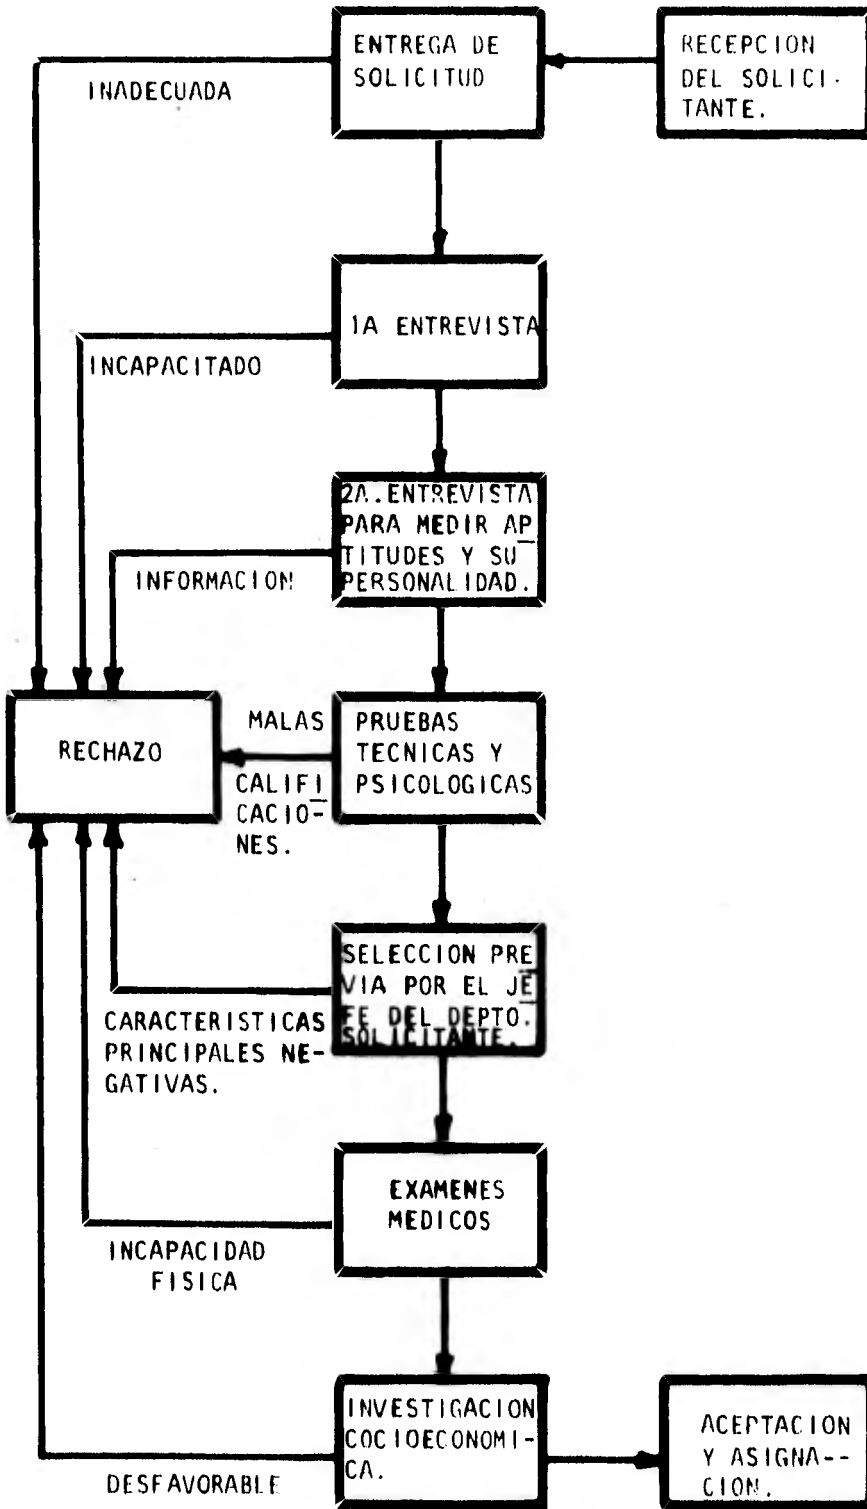 ENTREGA DE
SOLICITUD
RECEPCION
DEL SOLICI-
TANTE.
INADECUADA
1A ENTREVISTA
INCAPACITADO
2A. ENTREVISTA
PARA MEDIR AP
TITUDES Y SU
PERSONALIDAD.
INFORMACION
RECHAZO
MALAS
CALIFI
CACIO-
NES.
PRUEBAS
TECNICAS Y
PSICOLOGICAS
SELECCION PRE
VIA POR EL JE
FE DEL DEPTO.
SOLICITANTE.
CARACTERISTICAS
PRINCIPALES NE-
GATIVAS.
EXAMENES
MEDICOS
INCAPACIDAD
FISICA
INVESTIGACION
COCIOECONOMI-
CA.
DESFAVORABLE
ACEPTACION
Y ASIGNA--
CION.